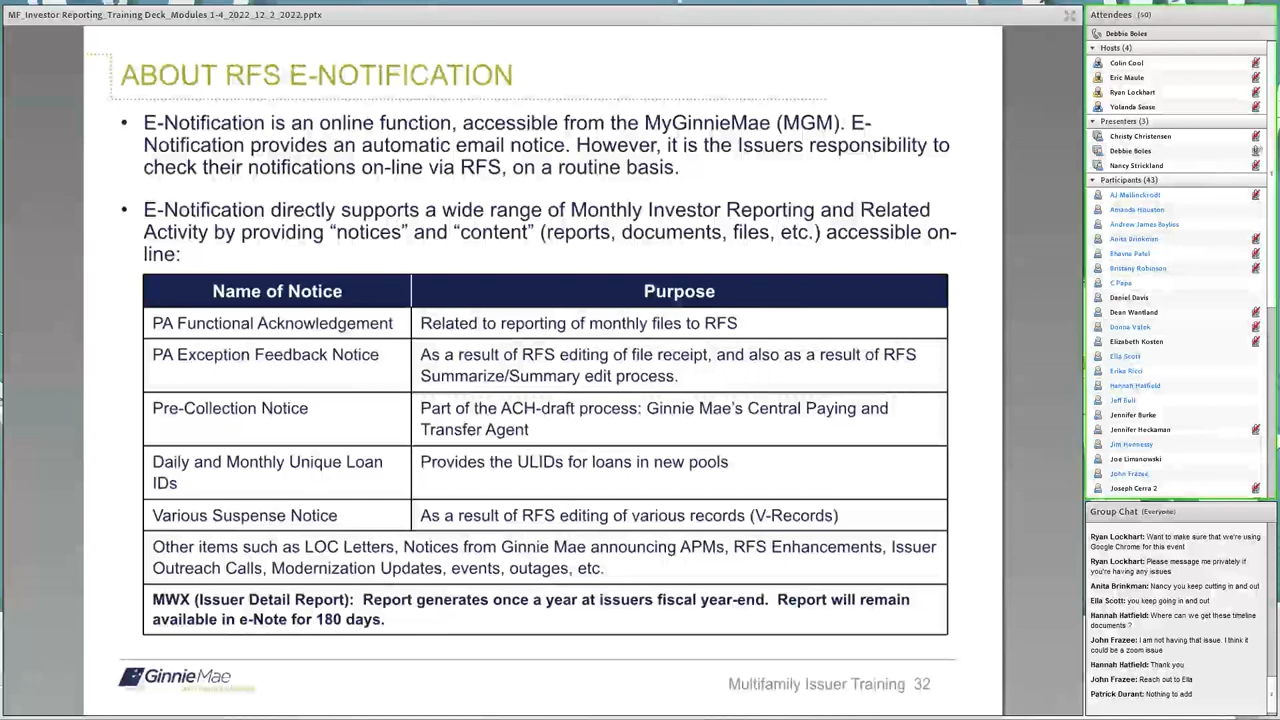 MF_Investor Reporting_Training Deck_Modules 1-4_2022_12_2_2022.pptx
ABOUT RFS E-NOTIFICATION
• E-Notification is an online function, accessible from the MyGinnieMae (MGM). E-
Notification provides an automatic email notice. However, it is the Issuers responsibility to
check their notifications on-line via RFS, on a routine basis.
• E-Notification directly supports a wide range of Monthly Investor Reporting and Related
Activity by providing “notices” and “content” (reports, documents, files, etc.) accessible on-
line:
Name of Notice
Purpose
PA Functional Acknowledgement
Related to reporting of monthly files to RFS
PA Exception Feedback Notice
As a result of RFS editing of file receipt, and also as a result of RFS
Summarize/Summary edit process.
Pre-Collection Notice
Part of the ACH-draft process: Ginnie Mae’s Central Paying and
Transfer Agent
Daily and Monthly Unique Loan
IDs
Provides the ULIDs for loans in new pools
Various Suspense Notice
As a result of RFS editing of various records (V-Records)
Other items such as LOC Letters, Notices from Ginnie Mae announcing APMs, RFS Enhancements, Issuer
Outreach Calls, Modernization Updates, events, outages, etc.
MWX (Issuer Detail Report): Report generates once a year at issuers fiscal year-end. Report will remain
available in e-Note for 180 days.
GinnieMae
Multifamily Issuer Training 32
Attendees (50)
Debbie Boles
Hosts (4)
Colin Cool
Eric Maule
Ryan Lockhart
Yolanda Sease
Presenters (3)
Christy Christensen
Debbie Boles
Nancy Strickland
Participants (43)
AJ Mallinckrodt
Amanda Houston
Andrew James Bayliss
Anita Brinkman
Bhavna Patel
Brittany Robinson
C Papa
Daniel Davis
Dean Wantland
Donna Valek
Elizabeth Kosten
Ella Scott
Erika Ricci
Hannah Hatfield
Jennifer Burke
Jennifer Heckaman
Jim Hennessy
Joe Limanowski
John Frazee
Joseph Cerra 2
Group Chat (Everyone)
Ryan Lockhart: Want to make sure that we're using
Google Chrome for this event
Ryan Lockhart: Please message me privately if
you're having any issues
Anita Brinkman: Nancy you keep cutting in and out
Ella Scott: you keep going in and out
Hannah Hatfield: Where can we get these timeline
documents ?
John Frazee: I am not having that issue. I think it
could be a zoom issue
Hannah Hatfield: Thank you
John Frazee: Reach out to Ella
Patrick Durant: Nothing to add